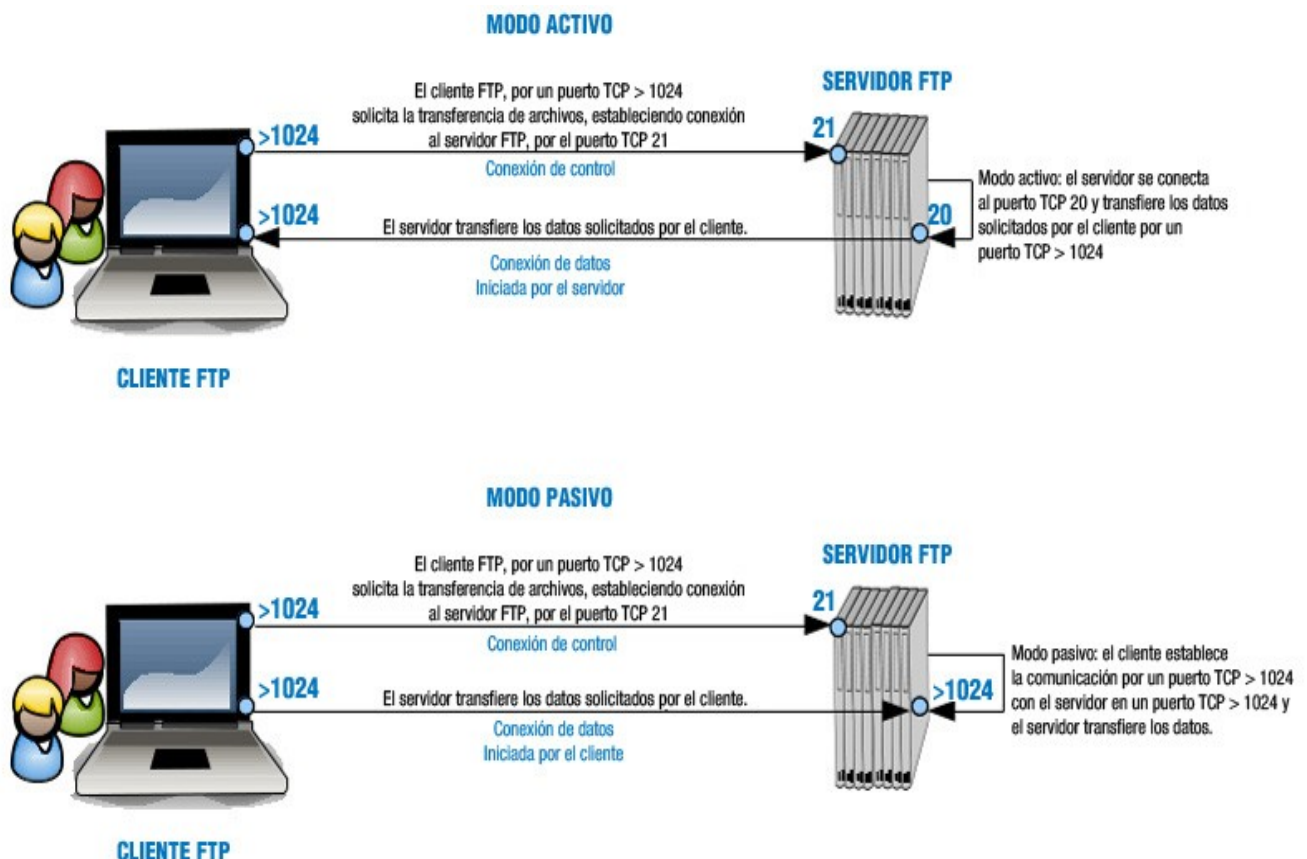 MODO ACTIVO
El cliente FTP, por un puerto TCP > 1024
solicita la transferencia de archivos, estableciendo conexión
al servidor FTP, por el puerto TCP 21
Conexión de control
>1024
21
SERVIDOR FTP
>1024
El servidor transfiere los datos solicitados por el cliente.
20
Conexión de datos
Iniciada por el servidor
Modo activo: el servidor se conecta
al puerto TCP 20 y transfiere los datos
solicitados por el cliente por un
puerto TCP > 1024
CLIENTE FTP
MODO PASIVO
El cliente FTP, por un puerto TCP > 1024
solicita la transferencia de archivos, estableciendo conexión
al servidor FTP, por el puerto TCP 21
Conexión de control
>1024
21
SERVIDOR FTP
>1024
El servidor transfiere los datos solicitados por el cliente.
>1024
Conexión de datos
Iniciada por el cliente
Modo pasivo: el cliente establece
la comunicación por un puerto TCP > 1024
con el servidor en un puerto TCP > 1024 y
el servidor transfiere los datos.
CLIENTE FTP